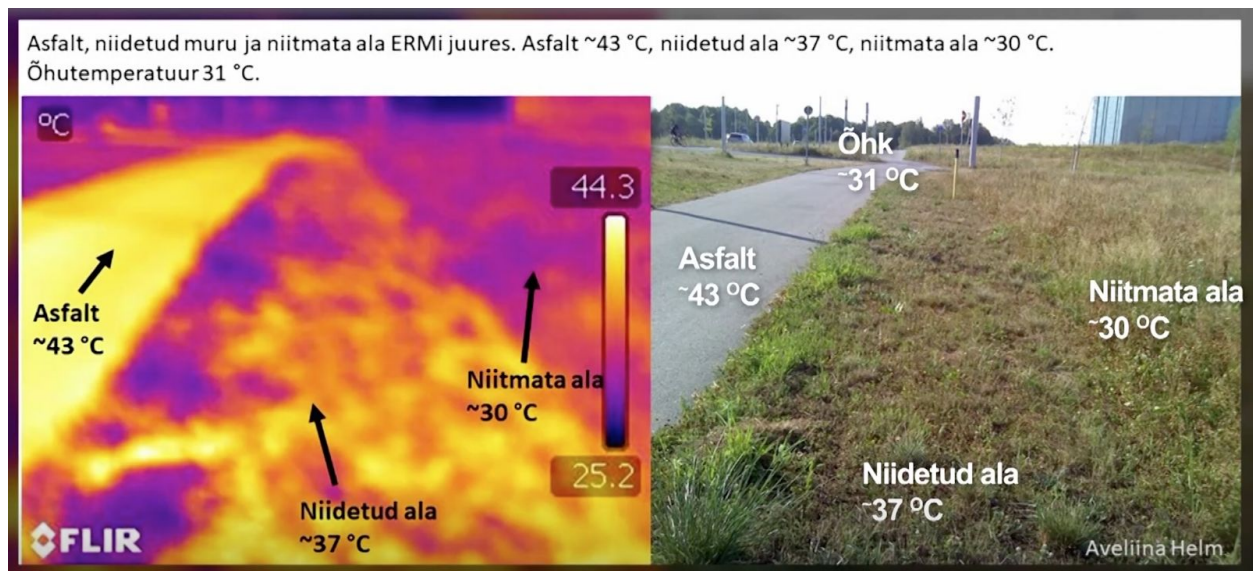 Asfalt, niidetud muru ja niitmata ala ERMi juures. Asfalt ~43 °C, niidetud ala ~37 °C, niitmata ala ~30 °C.
Õhutemperatuur 31 °C.
°C
44.3
Asfalt
~43 °C
Niitmata ala
~30 °C
25.2
Niidetud ala
~37 °C
FLIR
Õhk
~31 °C
Asfalt
~43 °C
Niitmata ala
~30 °C
Niidetud ala
~37 °C
Aveliina Helm